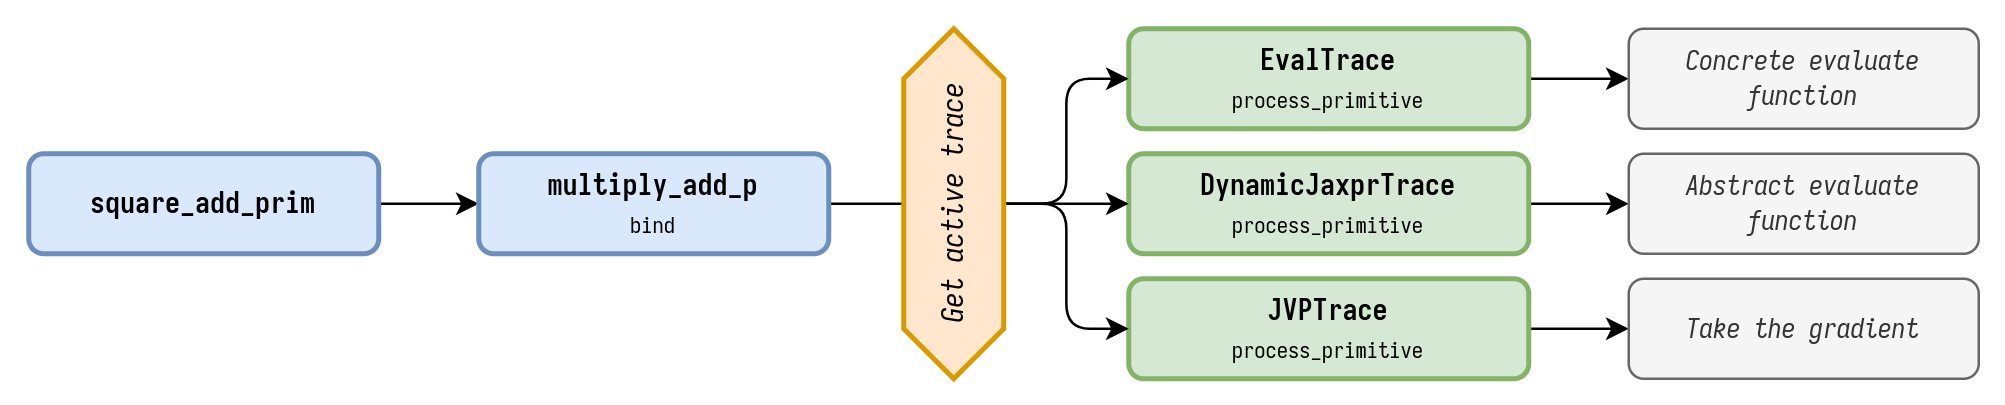 square_add_prim
multiply_add_p
bind
Get active trace
EvalTrace
process_primitive
Concrete evaluate
function
DynamicJaxprTrace
process_primitive
Abstract evaluate
function
JVPTrace
process_primitive
Take the gradient